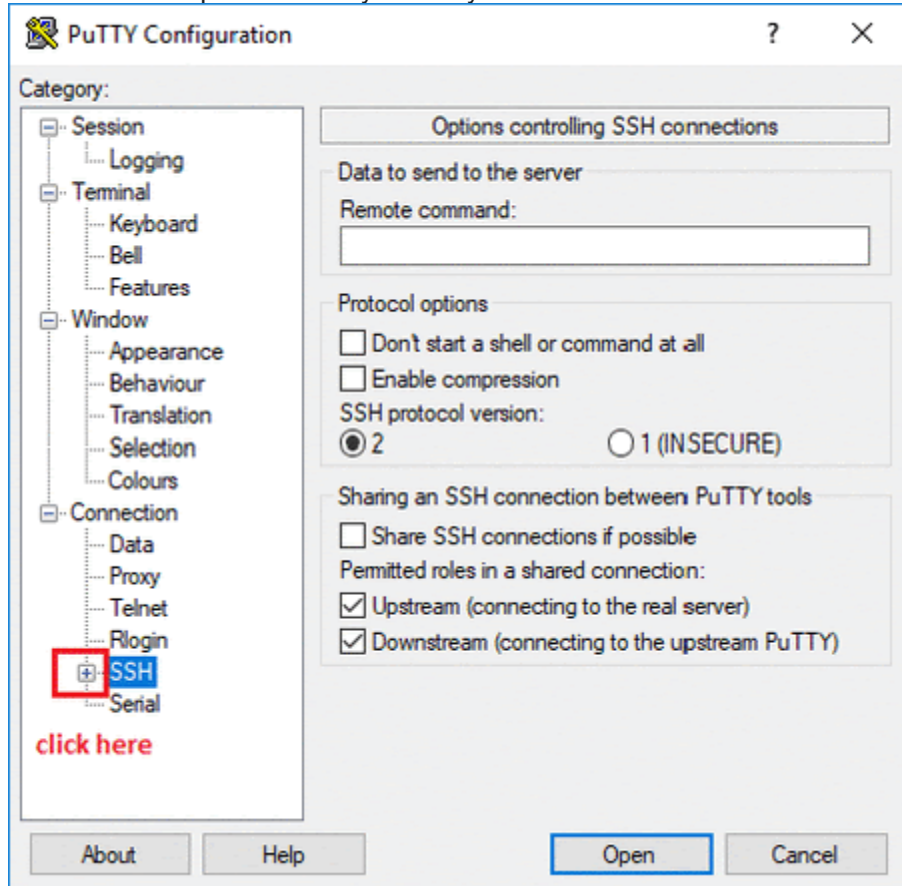 PuTTY Configuration
?
Category:
Session
Logging
Terminal
Keyboard
Bell
Features
Window
Appearance
Behaviour
Translation
Selection
Colours
Connection
Data
Proxy
Telnet
Rlogin
SSH
Serial
click here
Options controlling SSH connections
Data to send to the server
Remote command:
Protocol options
Don't start a shell or command at all
Enable compression
SSH protocol version:
2 1 (INSECURE)
Sharing an SSH connection between PuTTY tools
Share SSH connections if possible
Permitted roles in a shared connection:
Upstream (connecting to the real server)
Downstream (connecting to the upstream PuTTY)
About Help Open Cancel